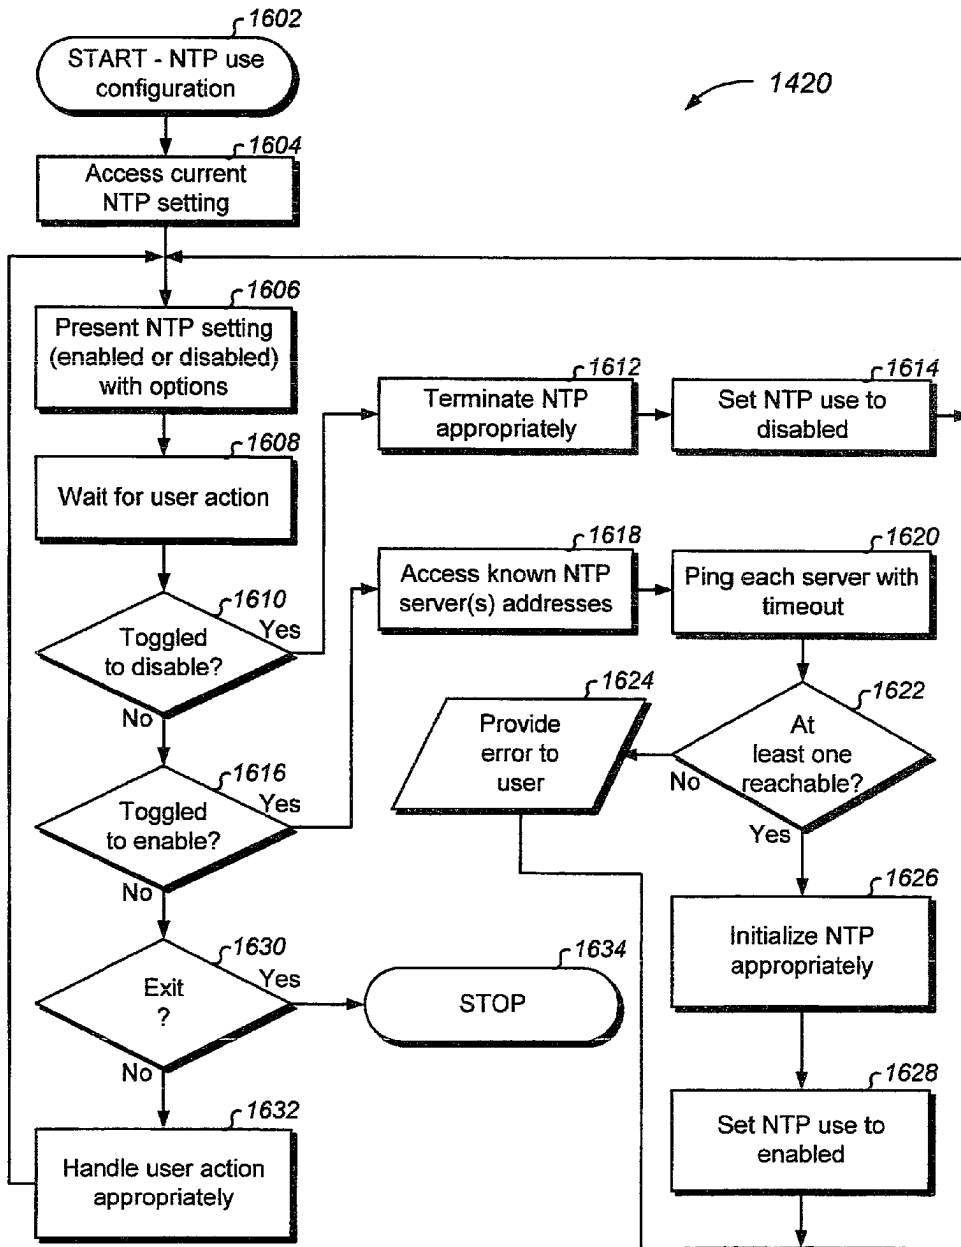 1602
START - NTP use
configuration
1420
1604
Access current
NTP setting
1606
Present NTP setting
(enabled or disabled)
with options
1608
Wait for user action
1610
Toggled
to disable?
Yes
No
1612
Terminate NTP
appropriately
1614
Set NTP use to
disabled
1616
Toggled
to enable?
Yes
No
1618
Access known NTP
server(s) addresses
1620
Ping each server with
timeout
1622
At
least one
reachable?
No
Yes
1624
Provide
error to
user
1626
Initialize NTP
appropriately
1628
Set NTP use to
enabled
1630
Exit
?
Yes
No
1634
STOP
1632
Handle user action
appropriately